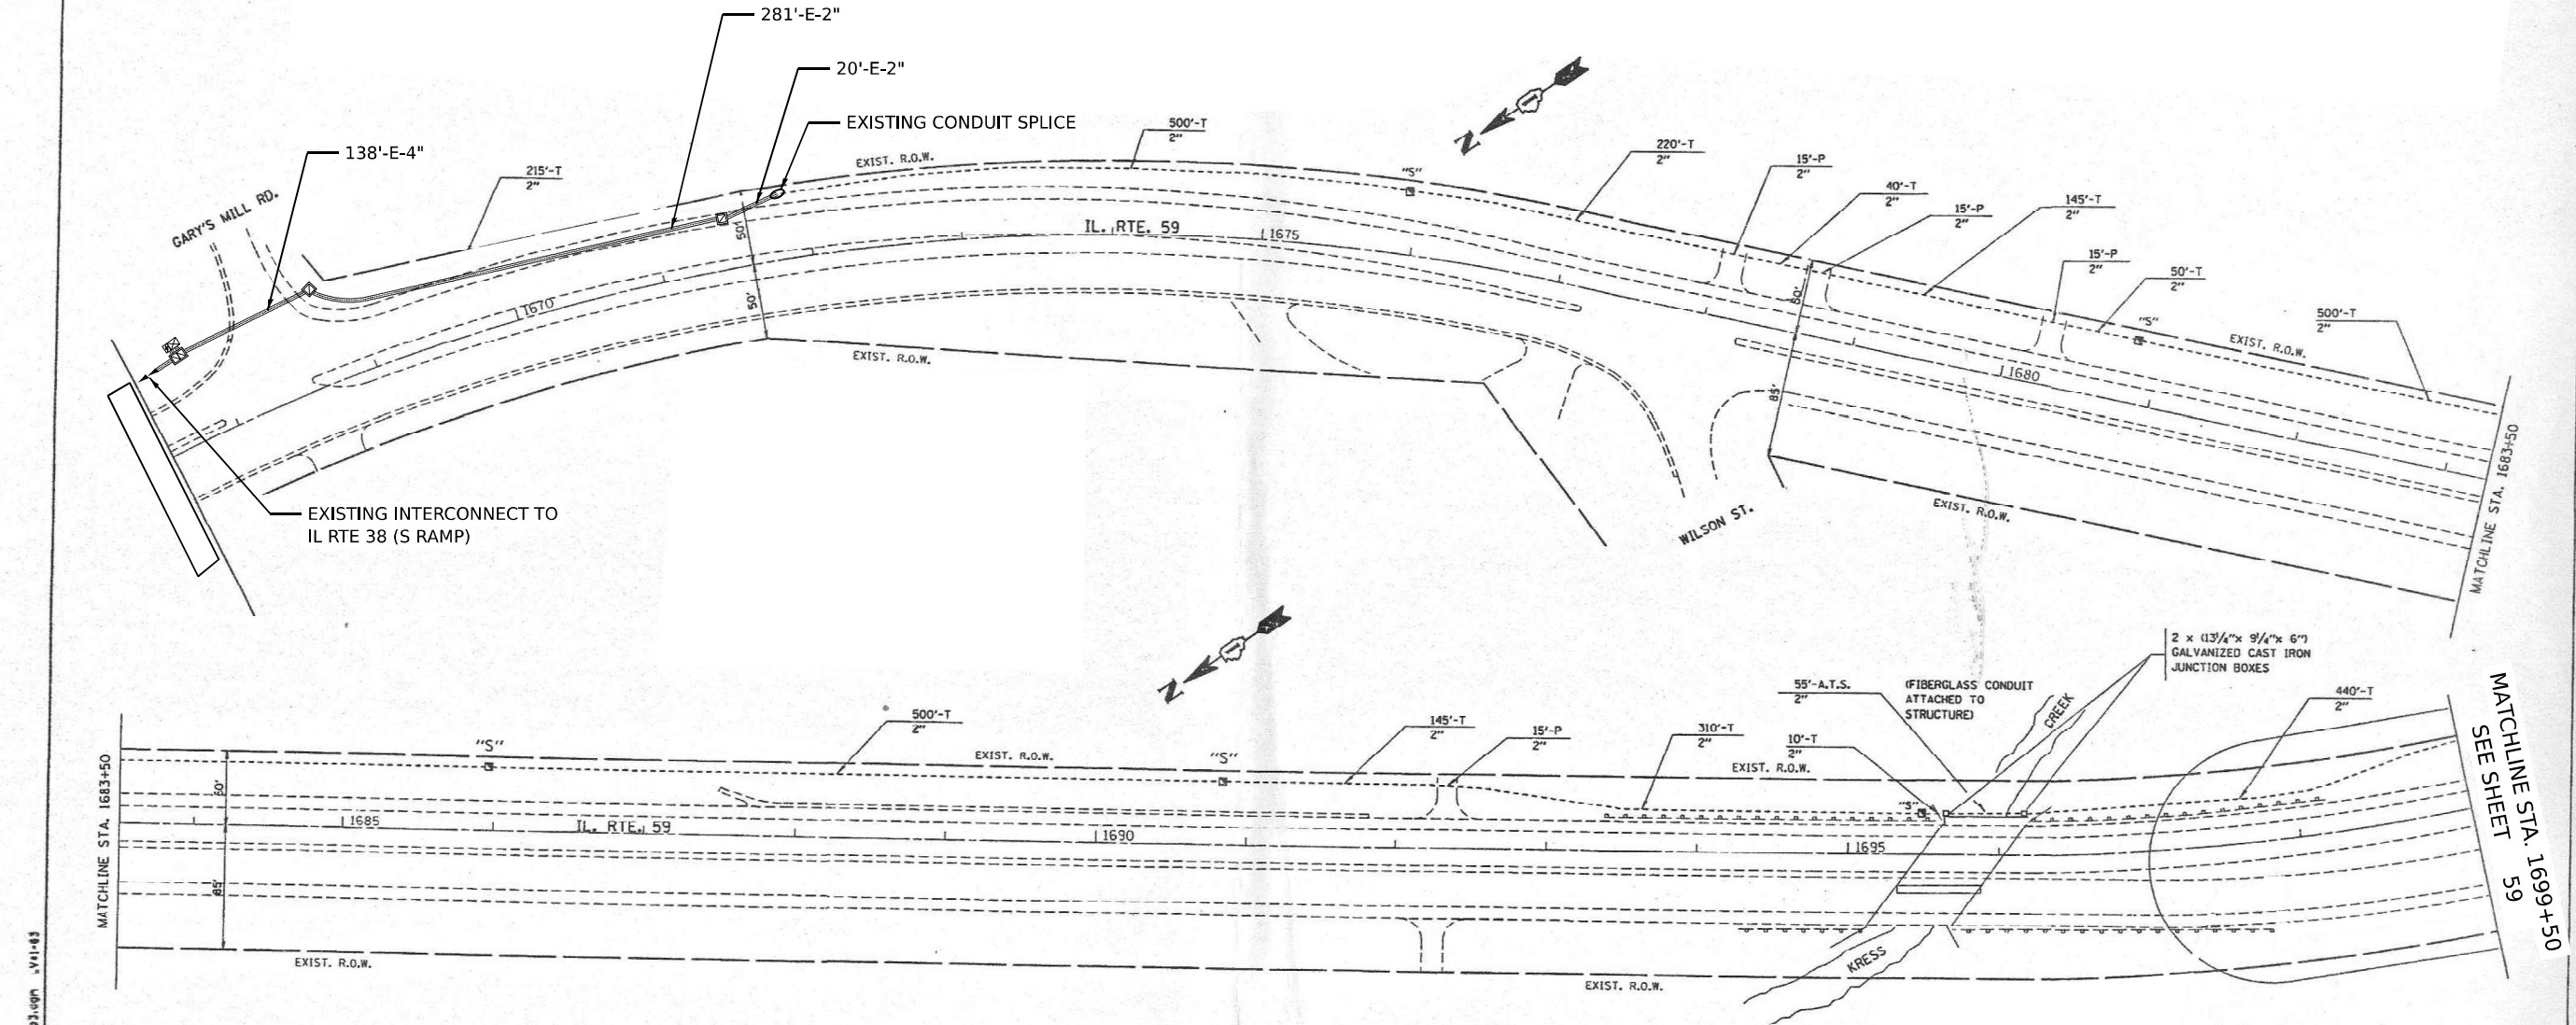 281'-E-2"
20'-E-2"
EXISTING CONDUIT SPLICE
138'-E-4"
GARY'S MILL RD.
215'-T
2"
EXIST. R.O.W.
500'-T
2"
N
"S"
220'-T
2"
15'-P
2"
40'-T
2"
15'-P
2"
145'-T
2"
15'-P
2"
50'-T
2"
"S"
EXIST. R.O.W.
500'-T
2"
50'
50'
1670
IL. RTE. 59
1675
1680
EXIST. R.O.W.
85'
WILSON ST.
EXIST. R.O.W.
MATCHLINE STA. 1683+50
EXISTING INTERCONNECT TO
IL RTE 38 (S RAMP)
N
MATCHLINE STA. 1683+50
"S"
500'-T
2"
EXIST. R.O.W.
"S"
145'-T
2"
15'-P
2"
310'-T
2"
55'-A.T.S.
2"
(FIBERGLASS CONDUIT
ATTACHED TO
STRUCTURE)
10'-T
2"
EXIST. R.O.W.
CREEK
2 x (13¼"x 9¼"x 6")
GALVANIZED CAST IRON
JUNCTION BOXES
440'-T
2"
"S"
1685
IL. RTE. 59
1690
1695
85'
EXIST. R.O.W.
EXIST. R.O.W.
KRESS
MATCHLINE STA. 1699+50
SEE SHEET 59